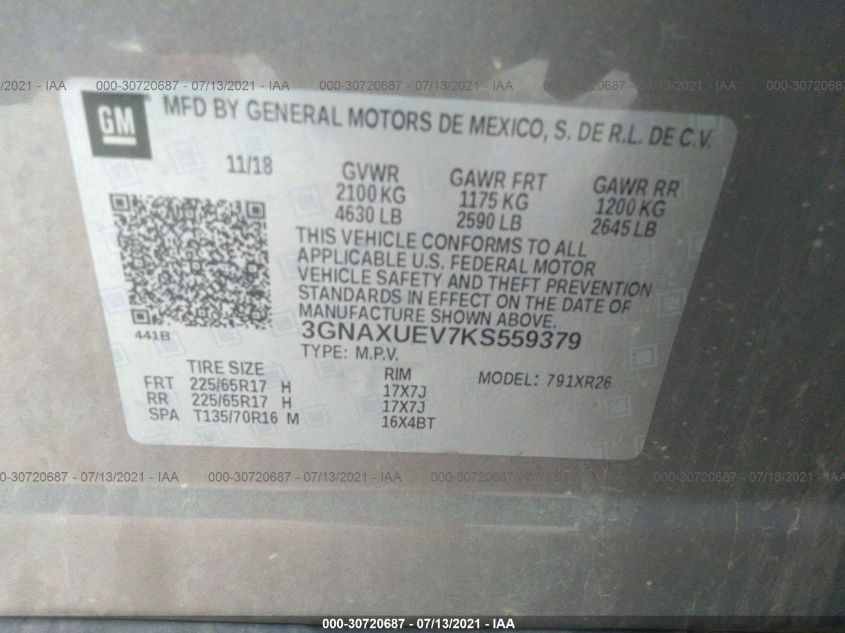 000-30720687 - 07/13/2021 - IAA
GM
MFD BY GENERAL MOTORS DE MEXICO, S. DE R.L. DE C.V.
11/18
GVWR
2100 KG
4630 LB
GAWR FRT
1175 KG
2590 LB
GAWR RR
1200 KG
2645 LB
THIS VEHICLE CONFORMS TO ALL
APPLICABLE U.S. FEDERAL MOTOR
VEHICLE SAFETY AND THEFT PREVENTION
STANDARDS IN EFFECT ON THE DATE OF
MANUFACTURE SHOWN ABOVE.
441B
3GNAXUEV7KS559379
TYPE: M.P.V.
TIRE SIZE
RIM
MODEL: 791XR26
FRT 225/65R17 H 17X7J
RR 225/65R17 H 17X7J
SPA T135/70R16 M 16X4BT
000-30720687 - 07/13/2021 - IAA
000-30720687 - 07/13/2021 - IAA